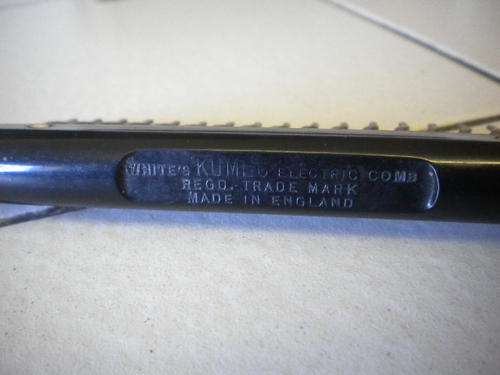 WHITE'S ELECTRIC COMB
REGD. TRADE MARK
MADE IN ENGLAND